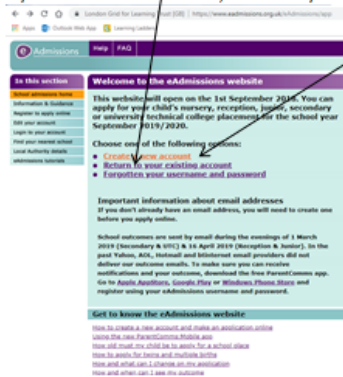 London Grid for Learning Trust [GB] | https://www.eadmissions.org.uk/eAdmissions/app
Apps Outlook Web App Learning Ladders
eAdmissions
Help FAQ
In this section
School admissions home
Information & Guidance
Register to apply online
Edit your account
Login to your account
Find your nearest school
Local Authority details
eAdmissions tutorials
Welcome to the eAdmissions website
This website will open on the 1st September 2018. You can
apply for your child's nursery, reception, junior, secondary
or university technical college placement for the school year
September 2019/2020.
Choose one of the following options:
Create a new account
Return to your existing account
Forgotten your username and password
Important information about email addresses
If you don't already have an email address, you will need to create one
before you apply online.
School outcomes are sent by email during the evenings of 1 March
2019 (Secondary & UTC) & 16 April 2019 (Reception & Junior). In the
past Yahoo, AOL, Hotmail and btinternet email providers did not
deliver our outcome emails. To make sure you can receive
notifications and your outcome, download the free ParentComms app.
Go to Apple AppStore, Google Play or Windows Phone Store and
register using your eAdmissions username and password.
Get to know the eAdmissions website
How to create a new account and make an application online
Using the new ParentComms Mobile app
How old must my child be to apply for a school place
How to apply for twins and multiple births
How and what can I change on my application
How and when can I see my outcome